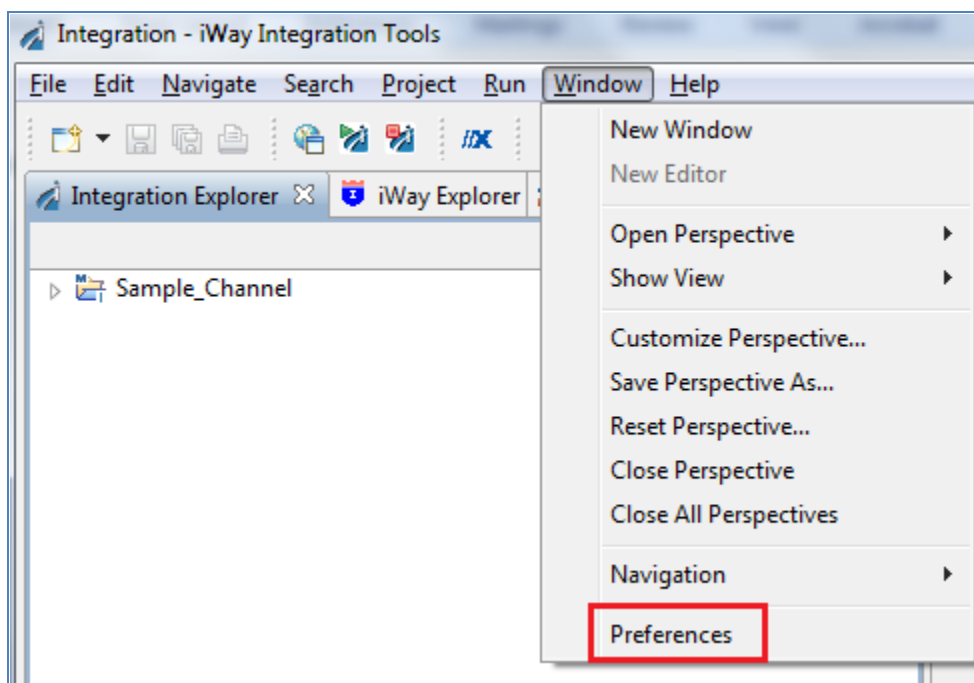 Integration - iWay Integration Tools
File Edit Navigate Search Project Run Window Help
Integration Explorer iWay Explorer
Sample_Channel
New Window
New Editor
Open Perspective
Show View
Customize Perspective...
Save Perspective As...
Reset Perspective...
Close Perspective
Close All Perspectives
Navigation
Preferences